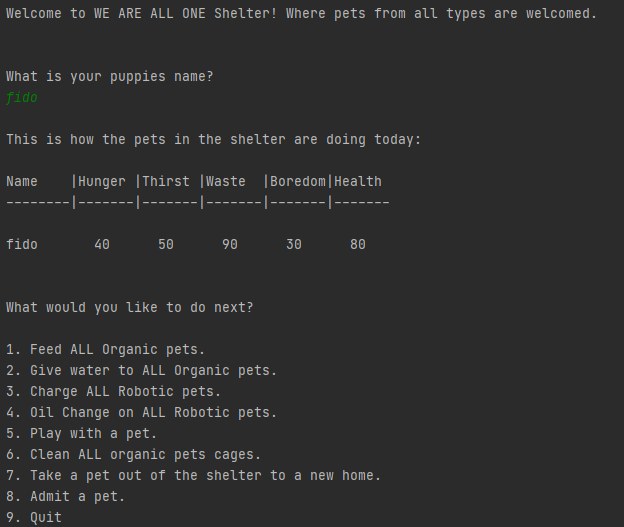 Welcome to WE ARE ALL ONE Shelter! Where pets from all types are welcomed.
What is your puppies name?
fido
This is how the pets in the shelter are doing today:
Name    |Hunger |Thirst |Waste  |Boredom|Health
--------|-------|-------|-------|-------|-------
fido       40      50      90      30      80
What would you like to do next?
1. Feed ALL Organic pets.
2. Give water to ALL Organic pets.
3. Charge ALL Robotic pets.
4. Oil Change on ALL Robotic pets.
5. Play with a pet.
6. Clean ALL organic pets cages.
7. Take a pet out of the shelter to a new home.
8. Admit a pet.
9. Quit